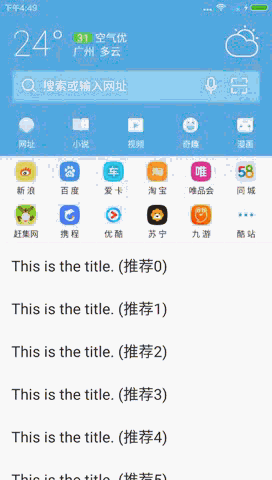 下午4:49
24° 31 空气优
广州 多云
搜索或输入网址
网址 小说 视频 奇趣 漫画
新浪 百度 爱卡 淘宝 唯品会 同城
赶集网 携程 优酷 苏宁 九游 酷站
This is the title. (推荐0)
This is the title. (推荐1)
This is the title. (推荐2)
This is the title. (推荐3)
This is the title. (推荐4)
This is the title. (推荐5)